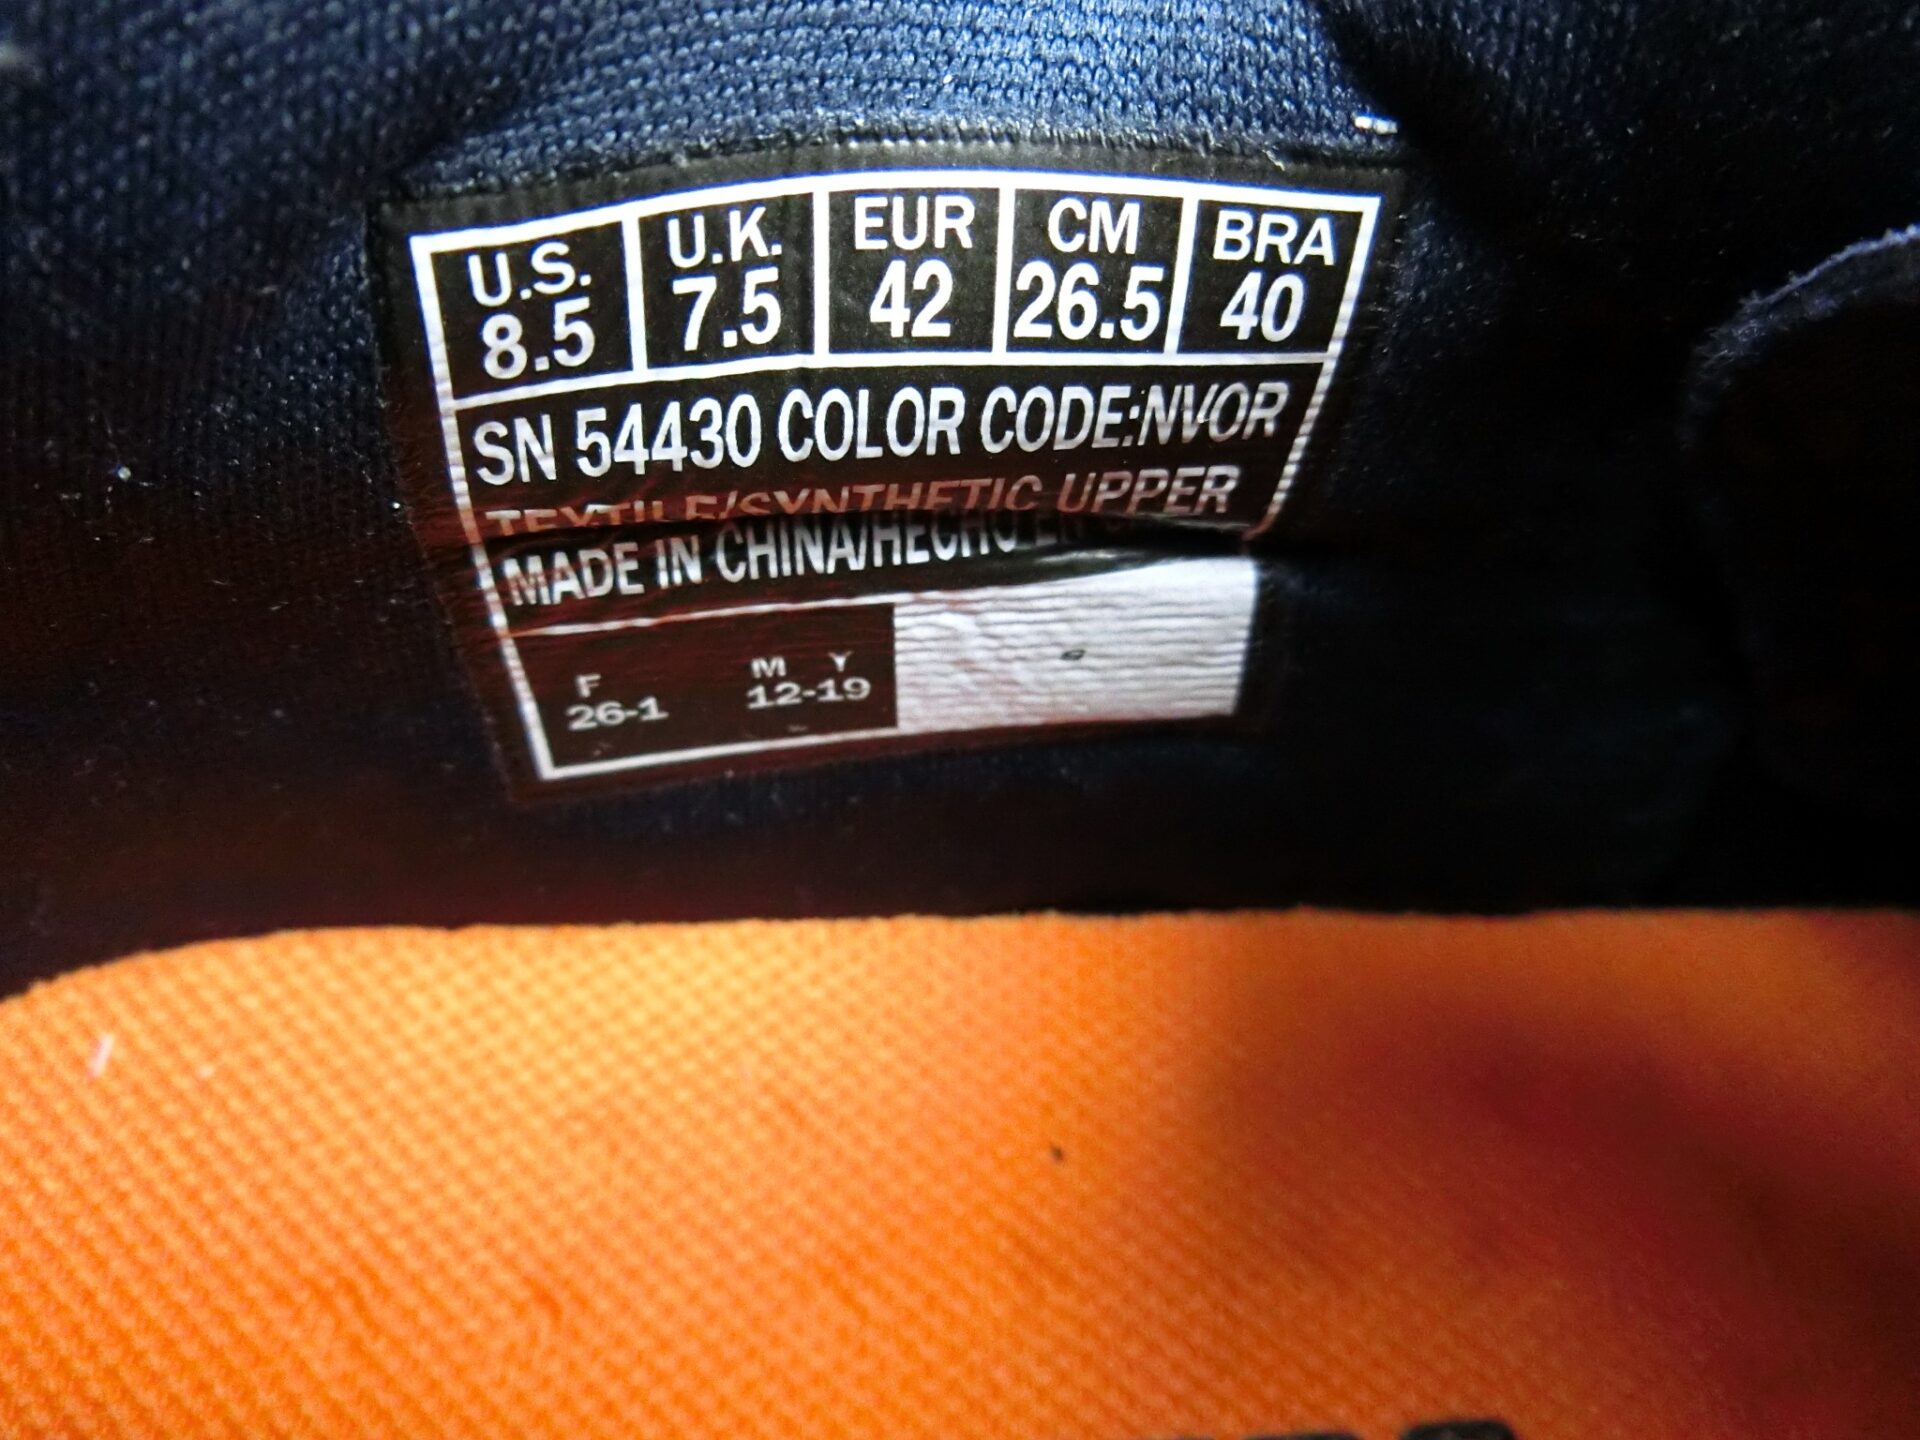 U.S. U.K. EUR CM BRA
8.5 7.5 42 26.5 40
SN 54430 COLOR CODE:NVOR
TEXTILE/SYNTHETIC UPPER
MADE IN CHINA/HECHO EN
F M Y
26-1 12-19